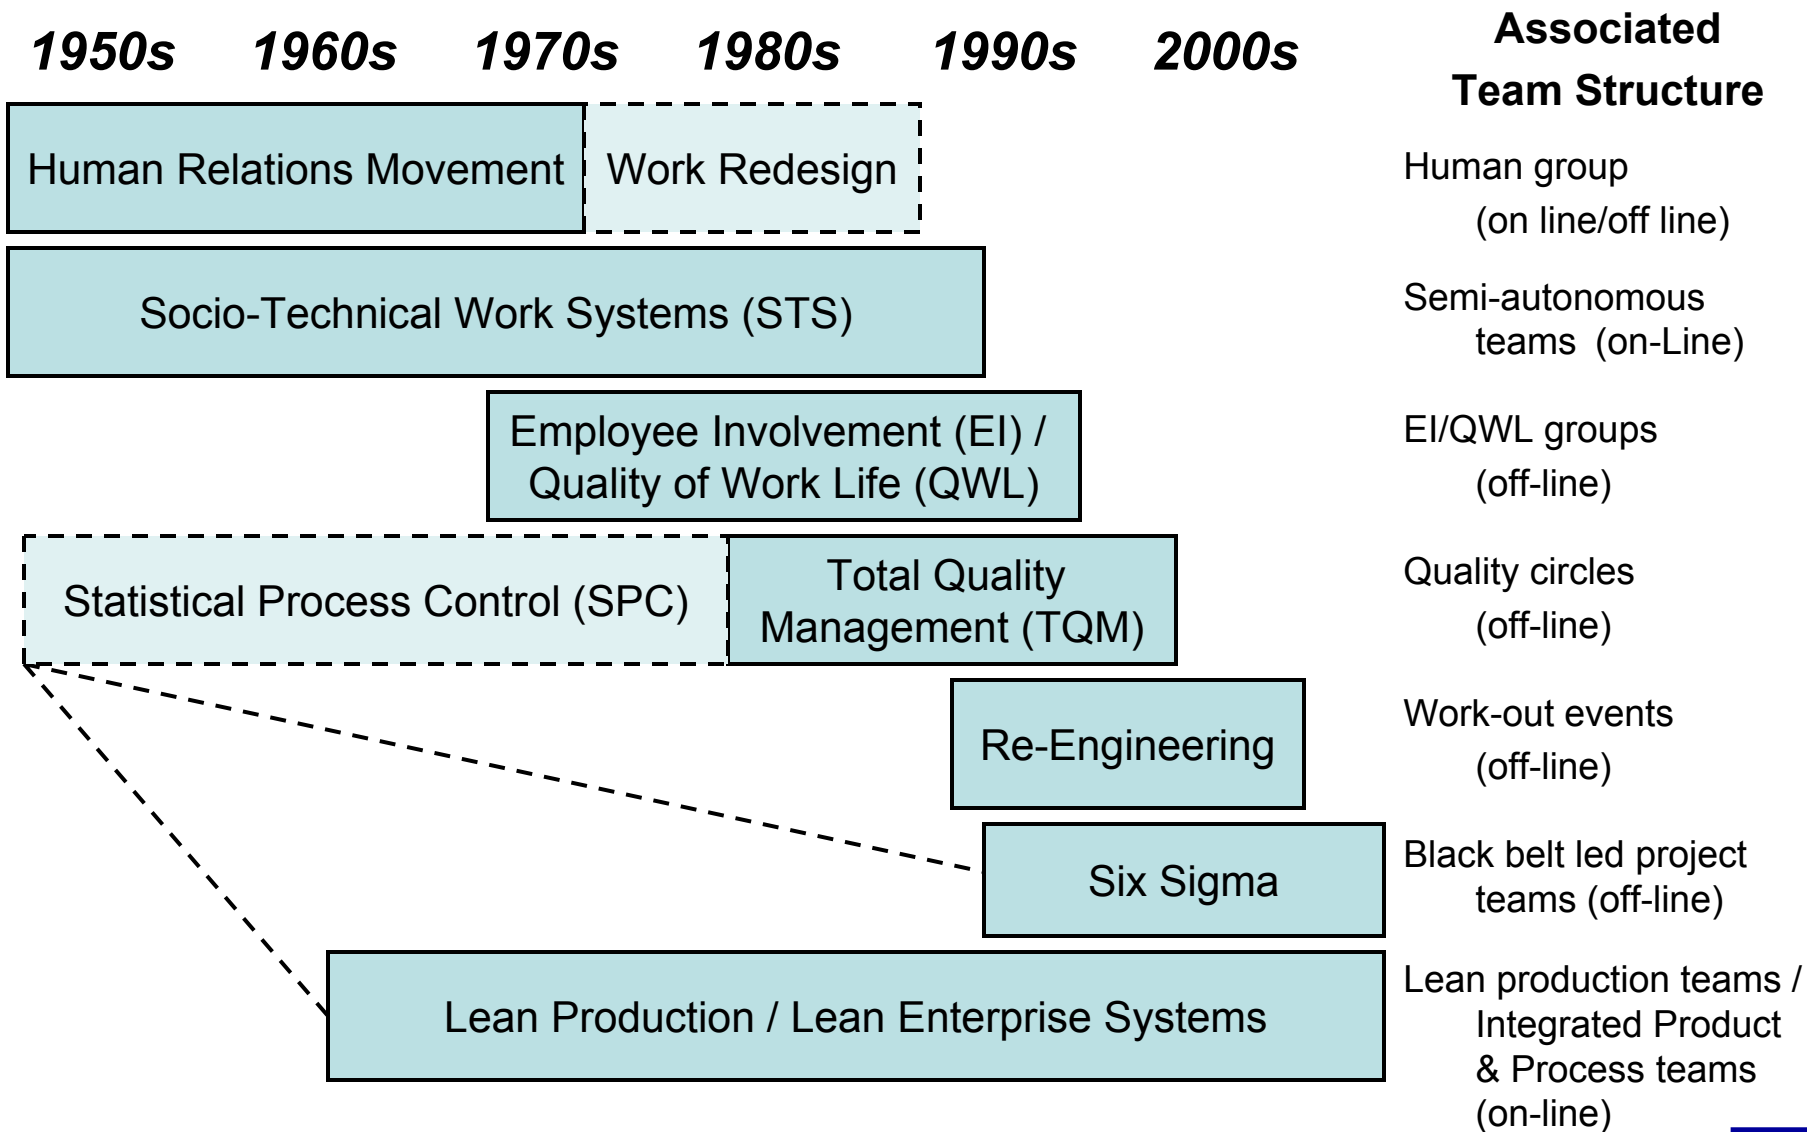 1950s 1960s 1970s 1980s 1990s 2000s
Associated
Team Structure
Human Relations Movement
Work Redesign
Human group
(on line/off line)
Socio-Technical Work Systems (STS)
Semi-autonomous
teams (on-Line)
Employee Involvement (EI) /
Quality of Work Life (QWL)
EI/QWL groups
(off-line)
Statistical Process Control (SPC)
Total Quality
Management (TQM)
Quality circles
(off-line)
Re-Engineering
Work-out events
(off-line)
Six Sigma
Black belt led project
teams (off-line)
Lean Production / Lean Enterprise Systems
Lean production teams /
Integrated Product
& Process teams
(on-line)